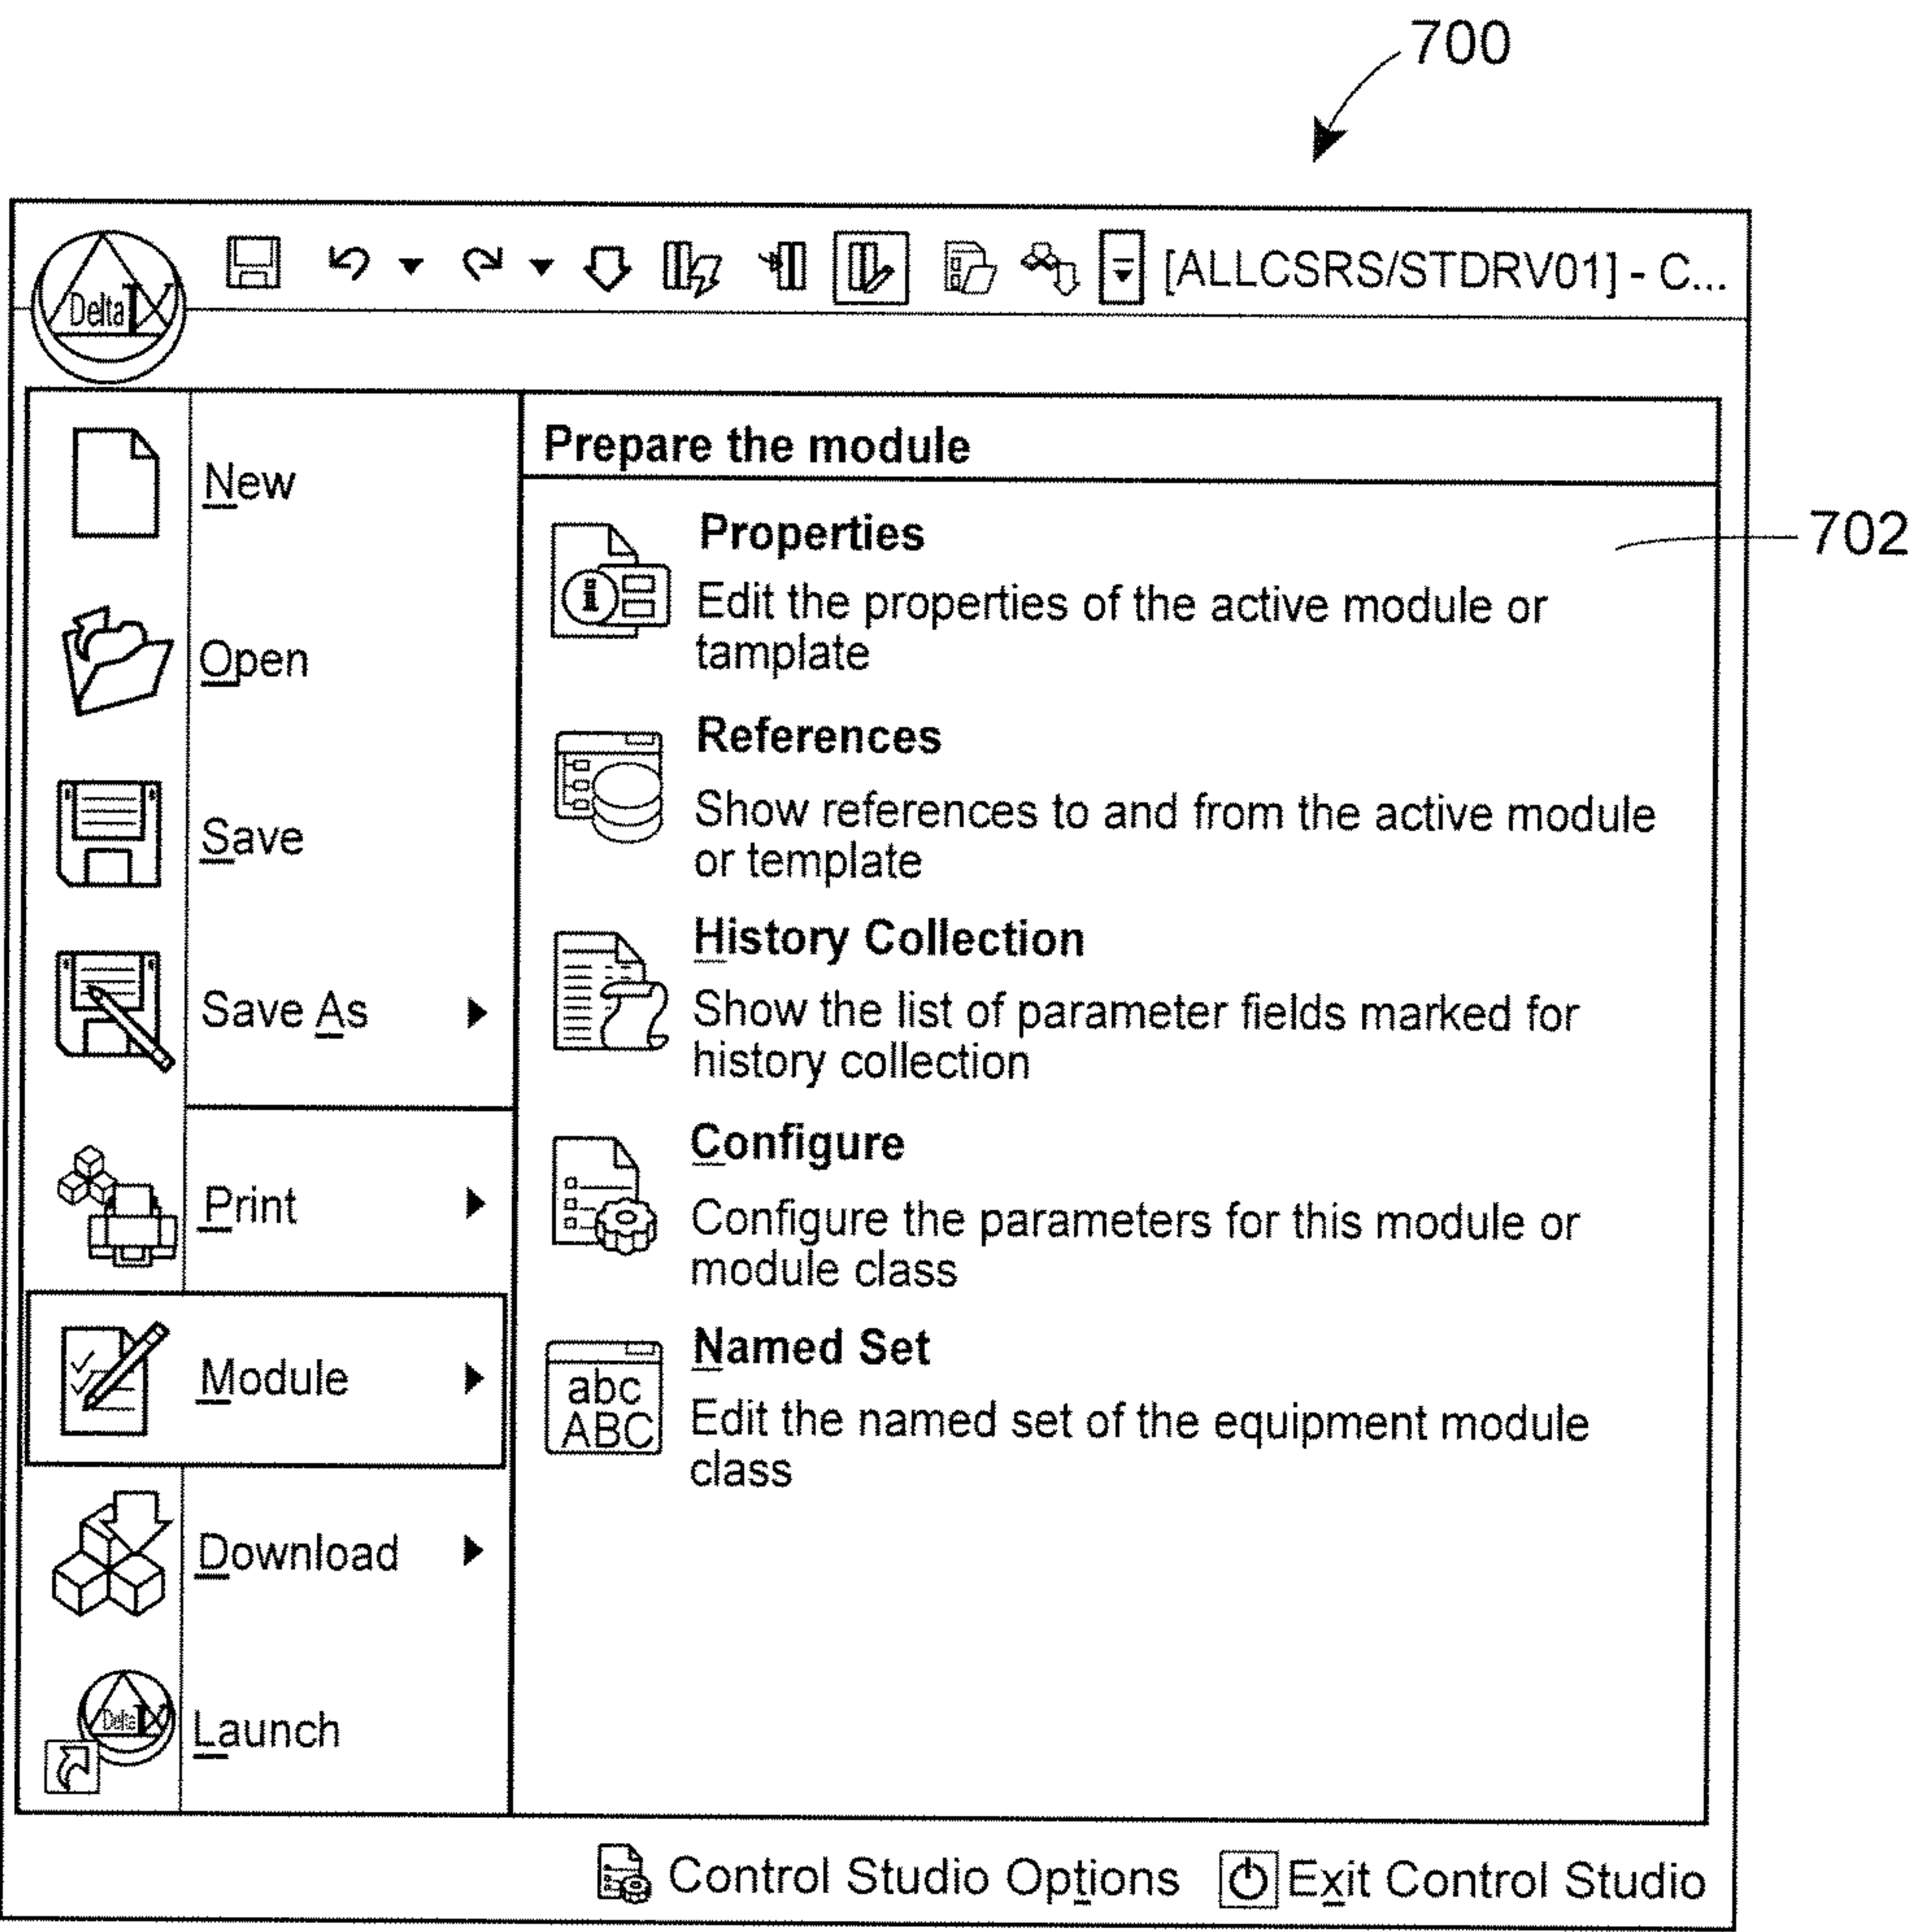 700
DeltaV
[ALLCSRS/STDRV01] - C...
Prepare the module
New
Properties
702
Edit the properties of the active module or
tamplate
Open
References
Show references to and from the active module
or template
Save
History Collection
Show the list of parameter fields marked for
history collection
Save As
Configure
Configure the parameters for this module or
module class
Print
Named Set
abc
ABC
Edit the named set of the equipment module
class
Module
Download
DeltaV
Launch
Control Studio Options
Exit Control Studio